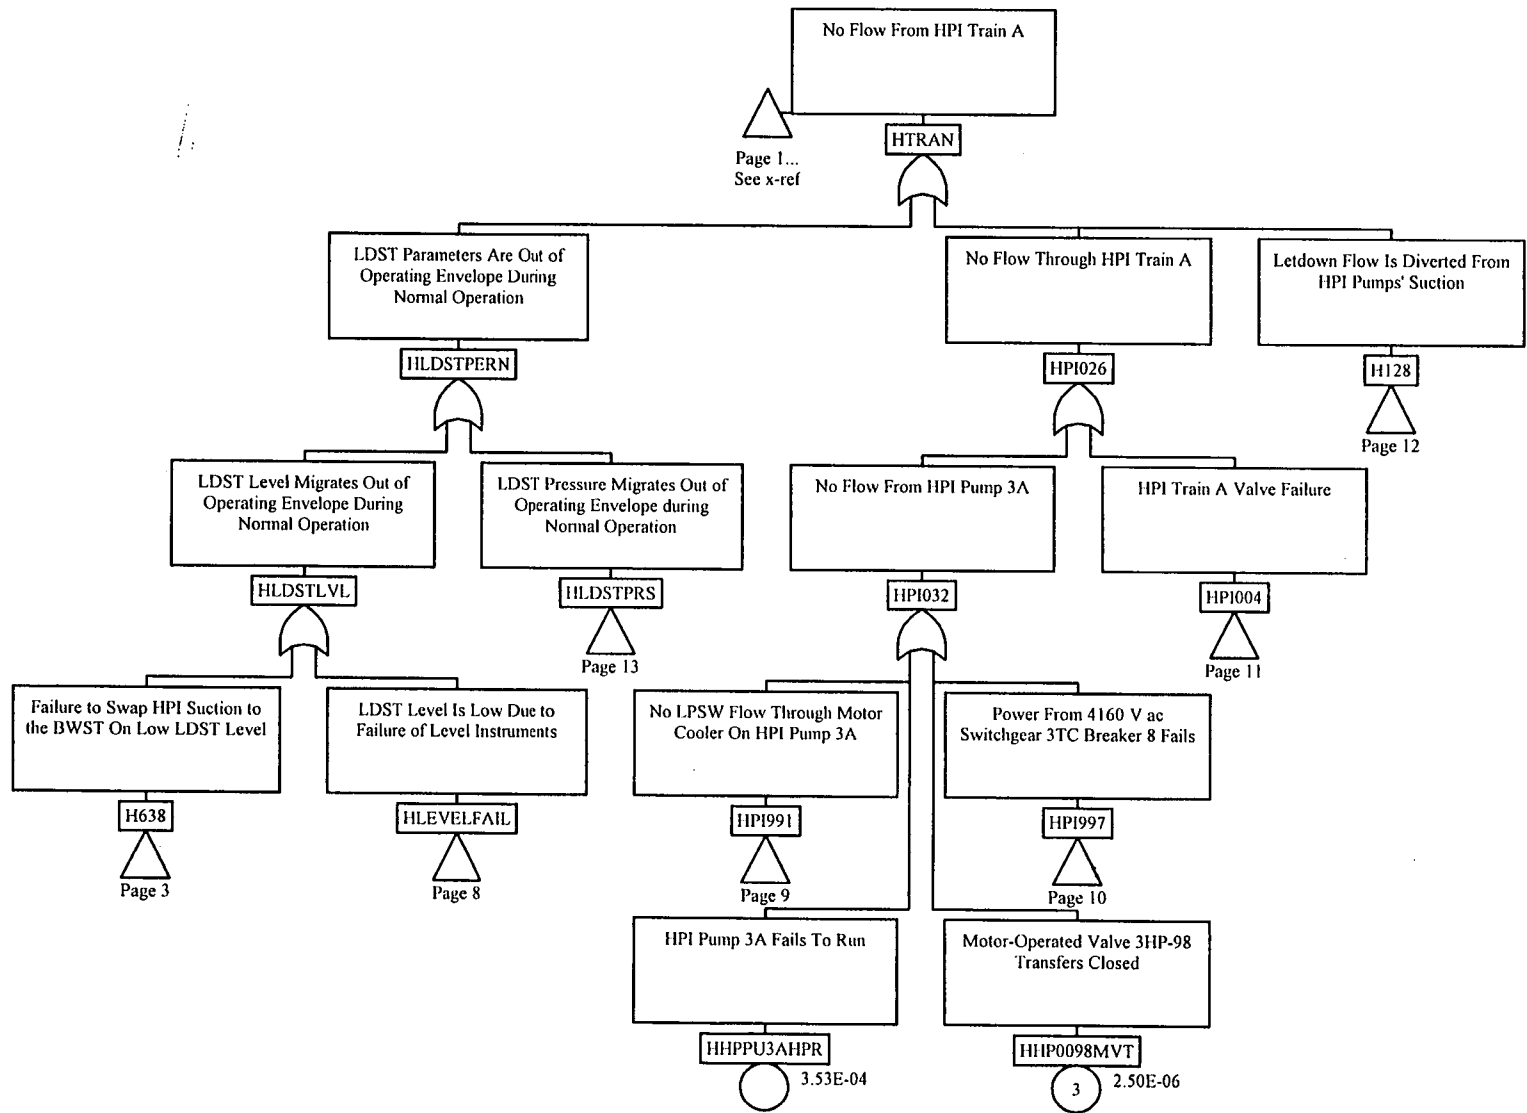 No Flow From HPI Train A
Page 1...
See x-ref
HTRAN
LDST Parameters Are Out of
Operating Envelope During
Normal Operation
HLDSTPERN
No Flow Through HPI Train A
HPI026
Letdown Flow Is Diverted From
HPI Pumps' Suction
H128
Page 12
LDST Level Migrates Out of
Operating Envelope During
Normal Operation
HLDSTLVL
LDST Pressure Migrates Out of
Operating Envelope during
Normal Operation
HLDSTPRS
Page 13
No Flow From HPI Pump 3A
HPI032
HPI Train A Valve Failure
HPI004
Page 11
Failure to Swap HPI Suction to
the BWST On Low LDST Level
H638
Page 3
LDST Level Is Low Due to
Failure of Level Instruments
HLEVELFAIL
Page 8
No LPSW Flow Through Motor
Cooler On HPI Pump 3A
HPI991
Page 9
Power From 4160 V ac
Switchgear 3TC Breaker 8 Fails
HPI997
Page 10
HPI Pump 3A Fails To Run
HHPPU3AHPR
3.53E-04
Motor-Operated Valve 3HP-98
Transfers Closed
HHP0098MVT
3
2.50E-06